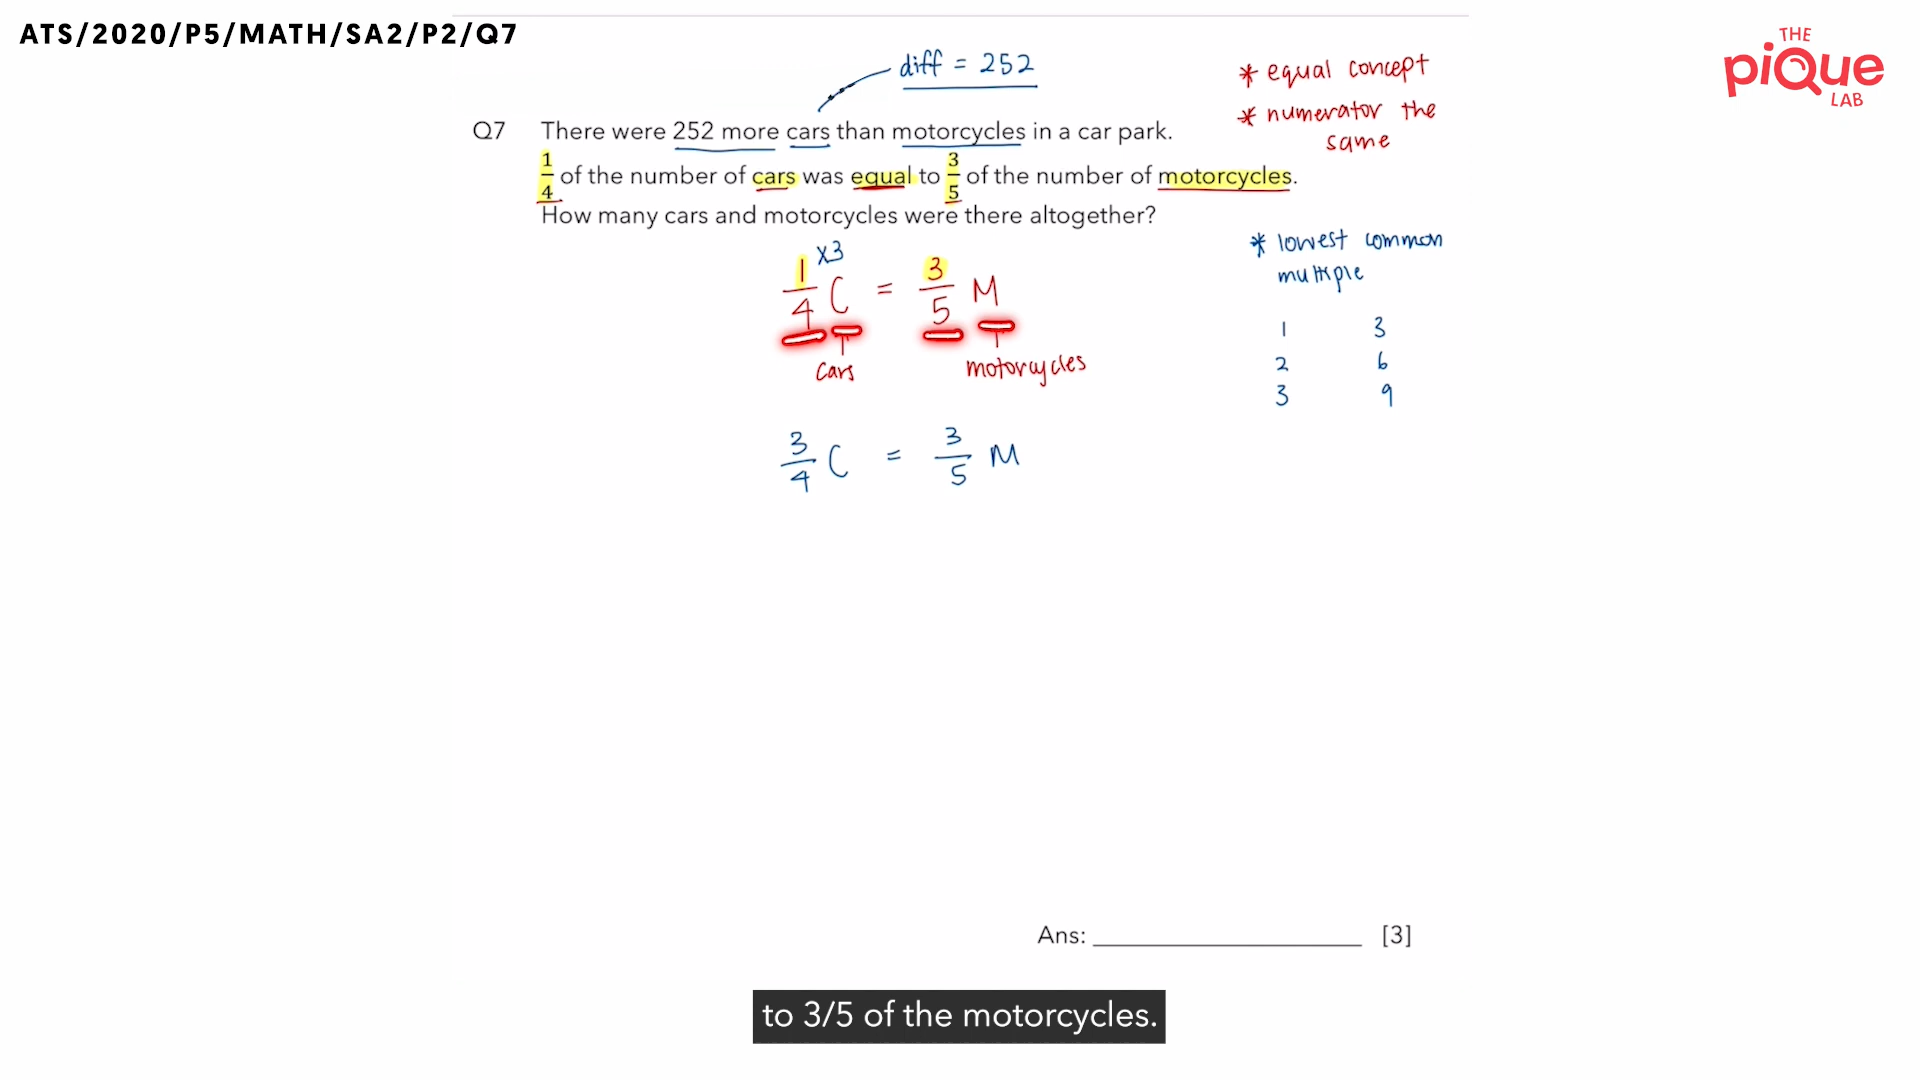 ATS/2020/P5/MATH/SA2/P2/Q7
THE
piQue
LAB
diff = 252
* equal concept
* numerator the
same
Q7 There were 252 more cars than motorcycles in a car park.
1/4 of the number of cars was equal to 3/5 of the number of motorcycles.
How many cars and motorcycles were there altogether?
x3
1/4 C = 3/5 M
cars motorcycles
* lowest common
multiple
1 3
2 6
3 9
3/4 C = 3/5 M
Ans: ____________________ [3]
to 3/5 of the motorcycles.